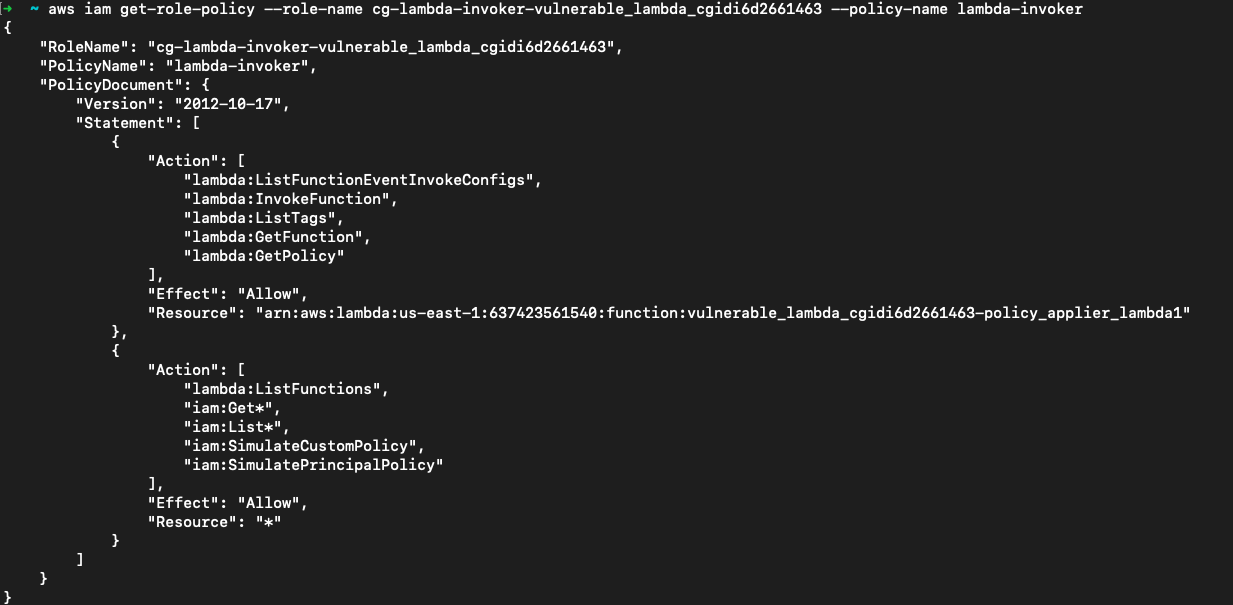 ➜ ~ aws iam get-role-policy --role-name cg-lambda-invoker-vulnerable_lambda_cgidi6d2661463 --policy-name lambda-invoker
{
    "RoleName": "cg-lambda-invoker-vulnerable_lambda_cgidi6d2661463",
    "PolicyName": "lambda-invoker",
    "PolicyDocument": {
        "Version": "2012-10-17",
        "Statement": [
            {
                "Action": [
                    "lambda:ListFunctionEventInvokeConfigs",
                    "lambda:InvokeFunction",
                    "lambda:ListTags",
                    "lambda:GetFunction",
                    "lambda:GetPolicy"
                ],
                "Effect": "Allow",
                "Resource": "arn:aws:lambda:us-east-1:637423561540:function:vulnerable_lambda_cgidi6d2661463-policy_applier_lambda1"
            },
            {
                "Action": [
                    "lambda:ListFunctions",
                    "iam:Get*",
                    "iam:List*",
                    "iam:SimulateCustomPolicy",
                    "iam:SimulatePrincipalPolicy"
                ],
                "Effect": "Allow",
                "Resource": "*"
            }
        ]
    }
}